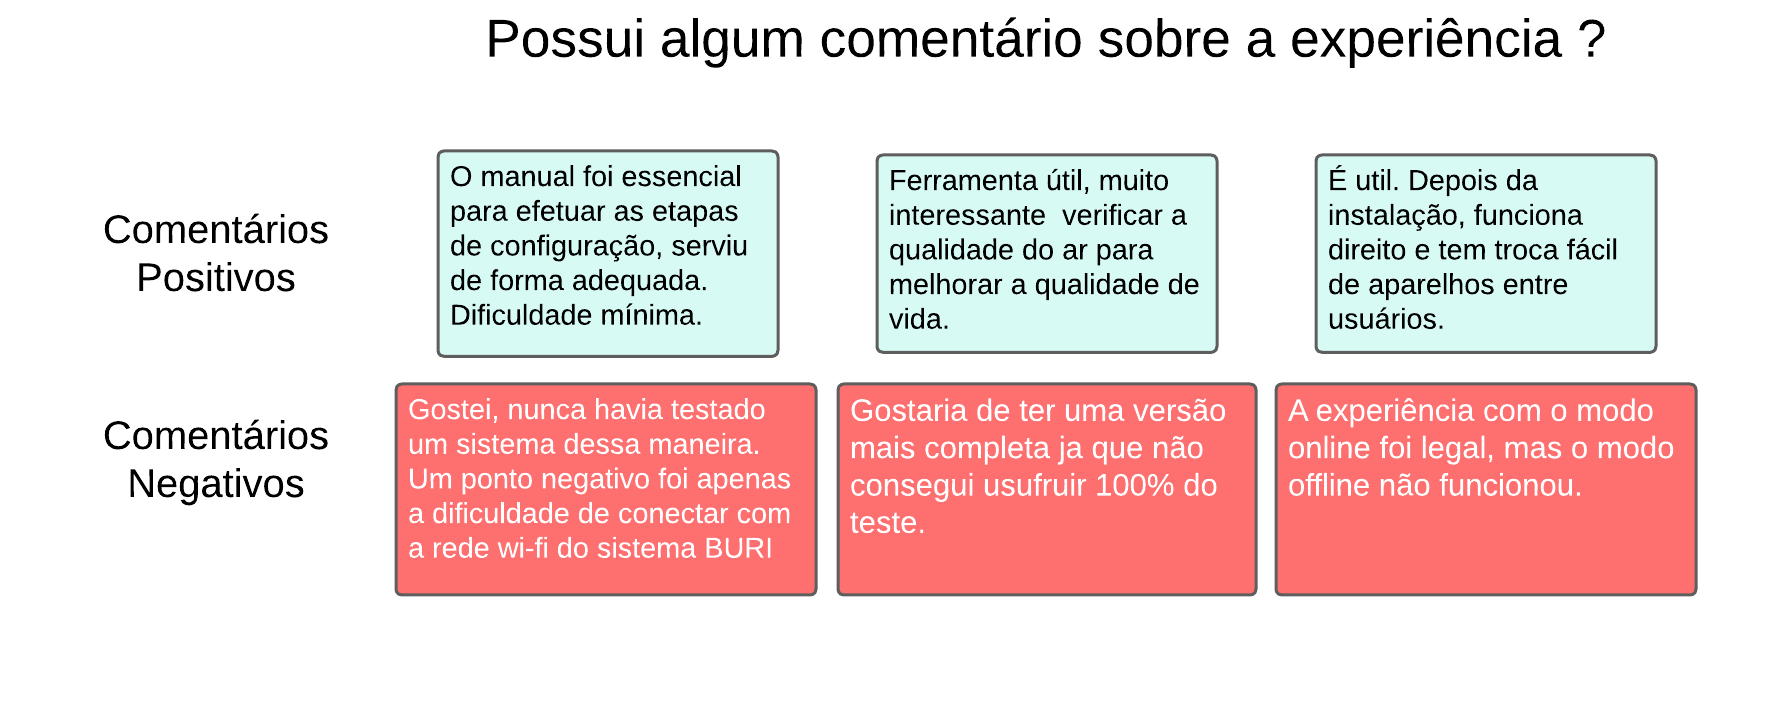 Possui algum comentário sobre a experiência ?
Comentários
Positivos
O manual foi essencial
para efetuar as etapas
de configuração, serviu
de forma adequada.
Dificuldade mínima.
Ferramenta útil, muito
interessante  verificar a
qualidade do ar para
melhorar a qualidade de
vida.
É util. Depois da
instalação, funciona
direito e tem troca fácil
de aparelhos entre
usuários.
Comentários
Negativos
Gostei, nunca havia testado
um sistema dessa maneira.
Um ponto negativo foi apenas
a dificuldade de conectar com
a rede wi-fi do sistema BURI
Gostaria de ter uma versão
mais completa ja que não
consegui usufruir 100% do
teste.
A experiência com o modo
online foi legal, mas o modo
offline não funcionou.